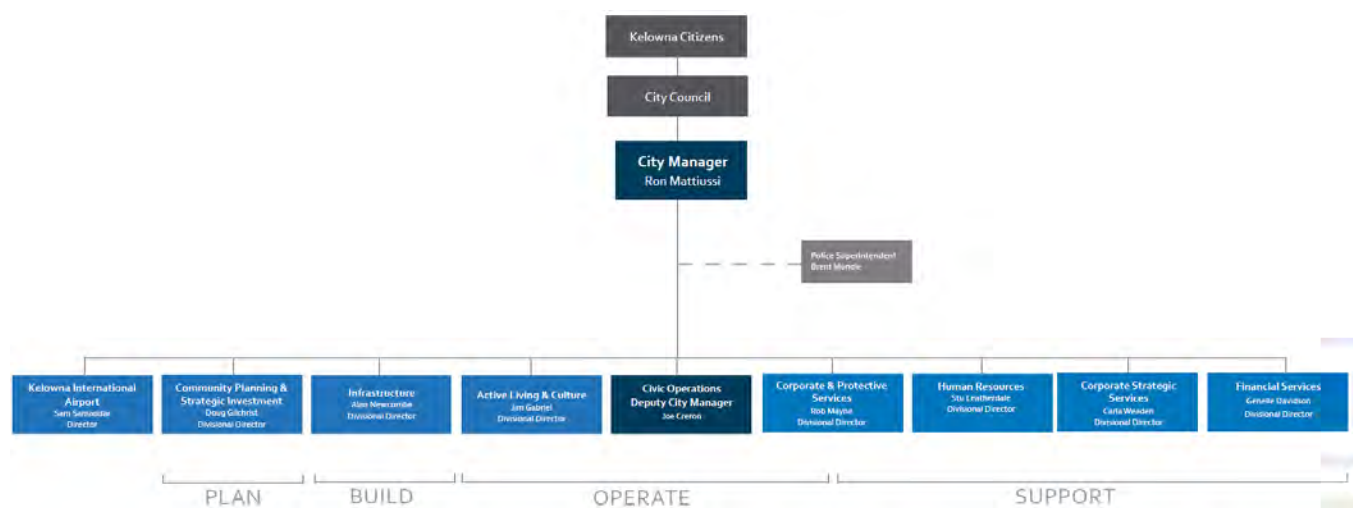 Kelowna Citizens
City Council
City Manager
Ron Mattiussi
Police Superintendent
Brent Mundle
Kelowna International
Airport
Sam Samaddar
Director
Community Planning &
Strategic Investment
Doug Gilchrist
Divisional Director
Infrastructure
Alan Newcombe
Divisional Director
Active Living & Culture
Jim Gabriel
Divisional Director
Civic Operations
Deputy City Manager
Joe Creron
Corporate & Protective
Services
Rob Mayne
Divisional Director
Human Resources
Stu Leatherdale
Divisional Director
Corporate Strategic
Services
Carla Weaden
Divisional Director
Financial Services
Genelle Davidson
Divisional Director
PLAN
BUILD
OPERATE
SUPPORT